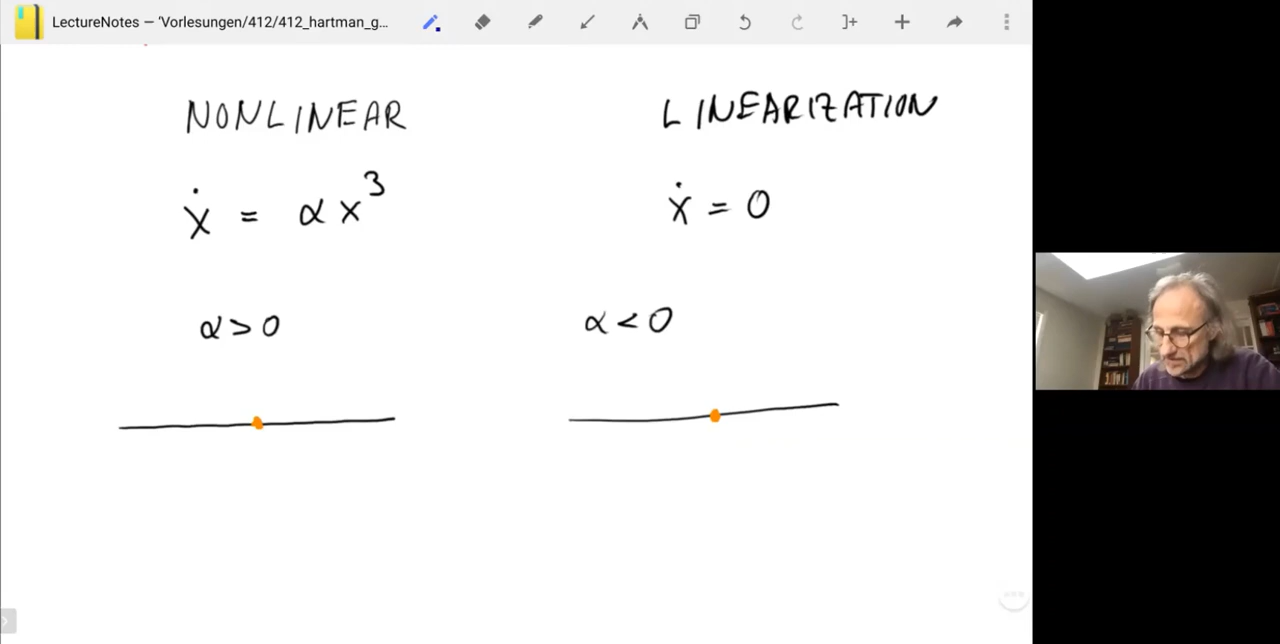 LectureNotes — ‘Vorlesungen/412/412_hartman_g...
NONLINEAR LINEARIZATION
ẋ = αx³ ẋ = 0
α > 0 α < 0